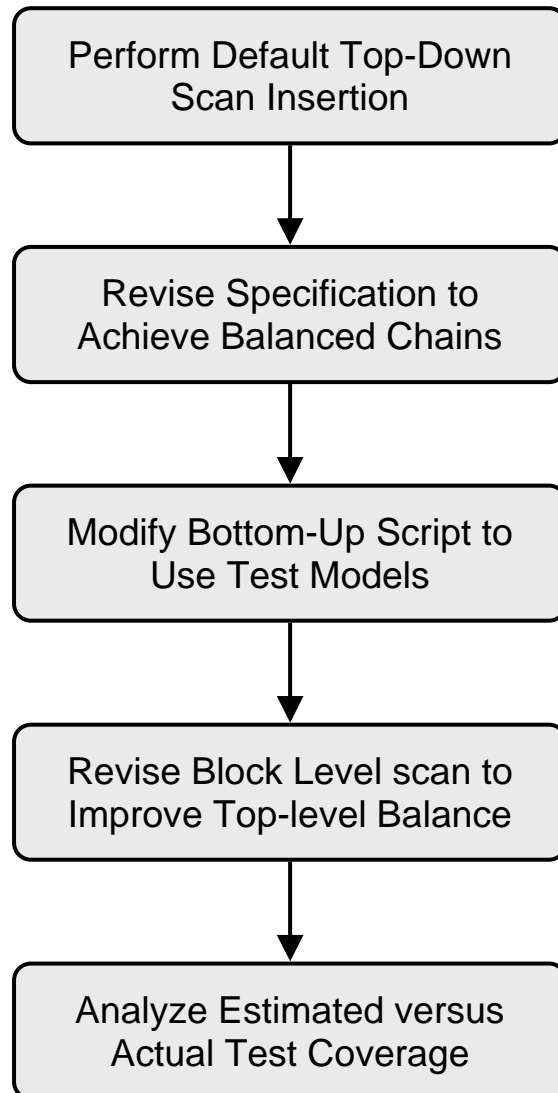 Perform Default Top-Down
Scan Insertion
Revise Specification to
Achieve Balanced Chains
Modify Bottom-Up Script to
Use Test Models
Revise Block Level scan to
Improve Top-level Balance
Analyze Estimated versus
Actual Test Coverage